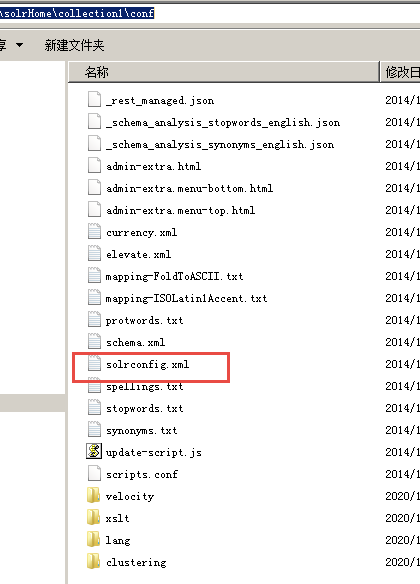 \solrHome\collection1\conf
享 新建文件夹
名称 修改日
_rest_managed.json 2014/1
_schema_analysis_stopwords_english.json 2014/1
_schema_analysis_synonyms_english.json 2014/1
admin-extra.html 2014/1
admin-extra.menu-bottom.html 2014/1
admin-extra.menu-top.html 2014/1
currency.xml 2014/1
elevate.xml 2014/1
mapping-FoldToASCII.txt 2014/1
mapping-ISOLatin1Accent.txt 2014/1
protwords.txt 2014/1
schema.xml 2014/1
solrconfig.xml 2014/1
spellings.txt 2014/1
stopwords.txt 2014/1
synonyms.txt 2014/1
update-script.js 2014/1
scripts.conf 2014/1
velocity 2020/1
xslt 2020/1
lang 2020/1
clustering 2020/1